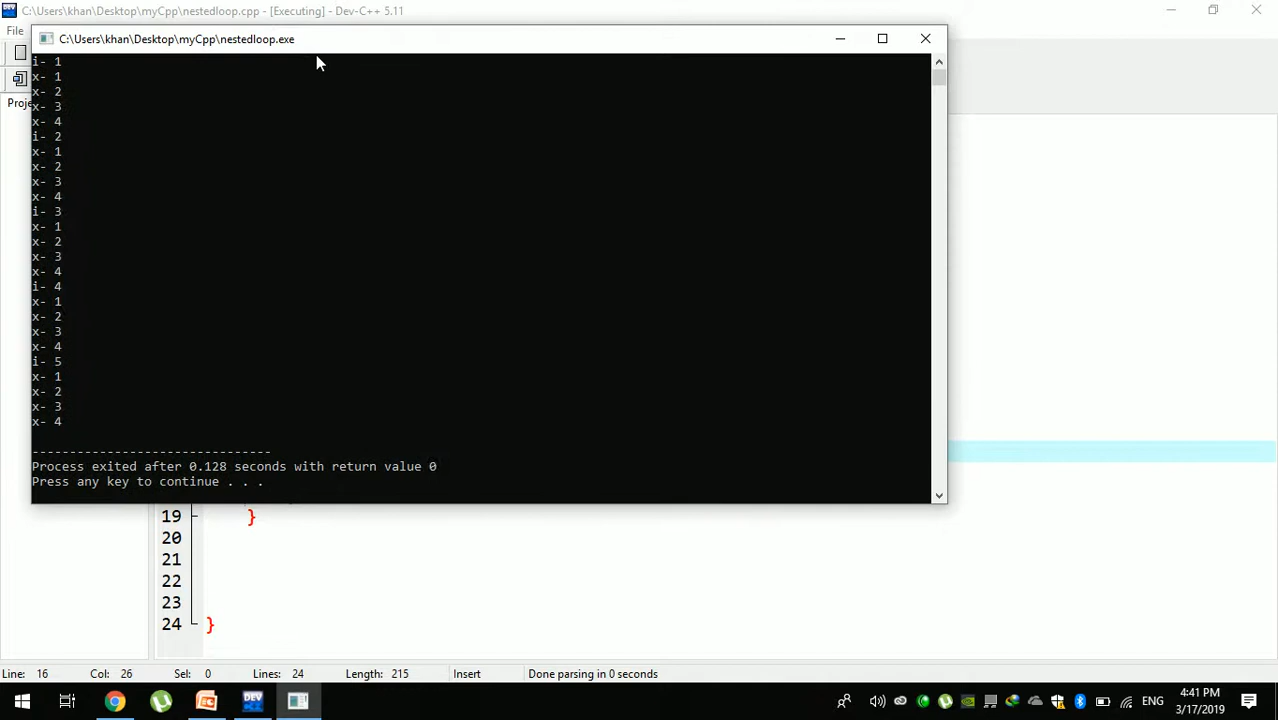 C:\Users\khan\Desktop\myCpp\nestedloop.cpp - [Executing] - Dev-C++ 5.11
File
C:\Users\khan\Desktop\myCpp\nestedloop.exe
Proje
i- 1
x- 1
x- 2
x- 3
x- 4
i- 2
x- 1
x- 2
x- 3
x- 4
i- 3
x- 1
x- 2
x- 3
x- 4
i- 4
x- 1
x- 2
x- 3
x- 4
i- 5
x- 1
x- 2
x- 3
x- 4
--------------------------------
Process exited after 0.128 seconds with return value 0
Press any key to continue . . .
19 }
20
21
22
23
24 }
Line: 16 Col: 26 Sel: 0 Lines: 24 Length: 215 Insert Done parsing in 0 seconds
DEV
ENG
4:41 PM
3/17/2019